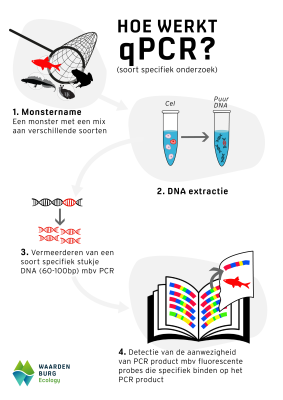 HOE WERKT
qPCR?
(soort specifiek onderzoek)
1. Monstername
Een monster met een mix
aan verschillende soorten
Cel
Puur
DNA
2. DNA extractie
3. Vermeerderen van een
soort specifiek stukje
DNA (60-100bp) mbv PCR
4. Detectie van de aanwezigheid
van PCR product mbv fluorescente
probes die specifiek binden op het
PCR product
WAARDEN
BURG
Ecology